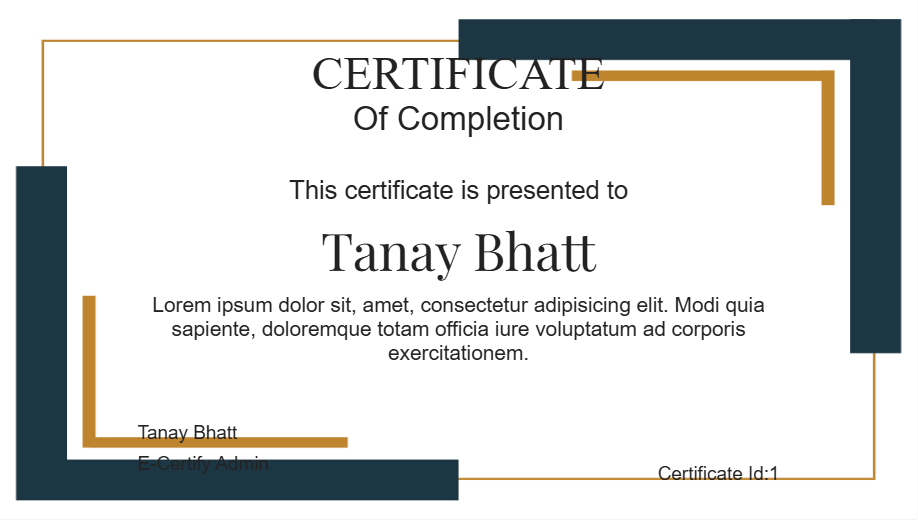 CERTIFICATE
Of Completion
This certificate is presented to
Tanay Bhatt
Lorem ipsum dolor sit, amet, consectetur adipisicing elit. Modi quia
sapiente, doloremque totam officia iure voluptatum ad corporis
exercitationem.
Tanay Bhatt
E-Certify Admin
Certificate Id:1